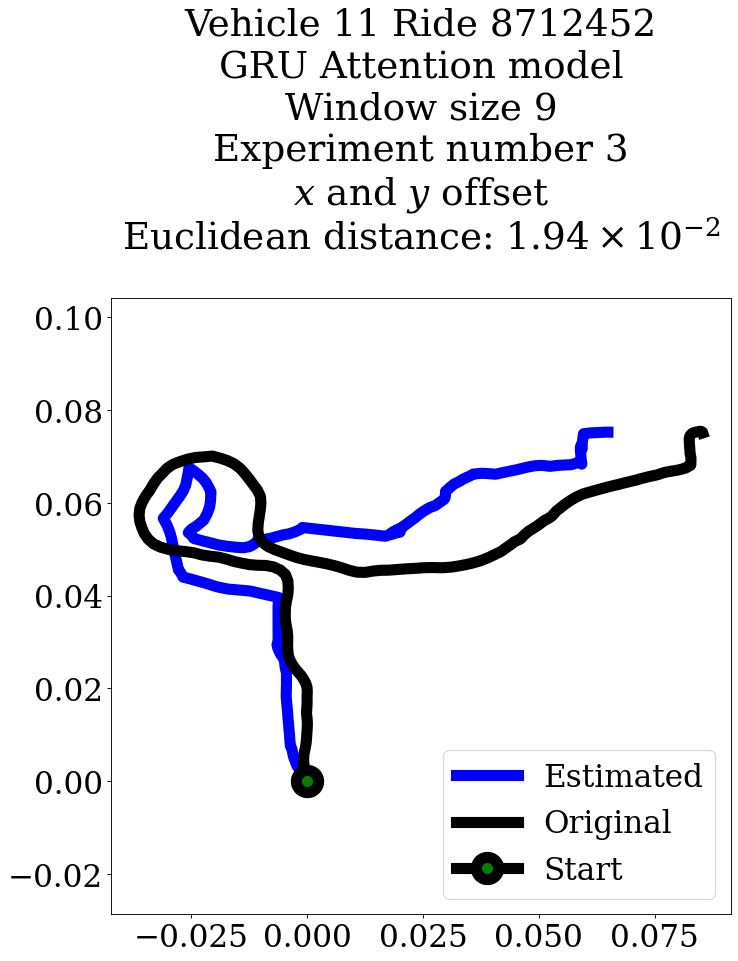 Vehicle 11 Ride 8712452
GRU Attention model
Window size 9
Experiment number 3
x and y offset
Euclidean distance: 1.94 × 10⁻²
0.10
0.08
0.06
0.04
0.02
0.00
−0.02
−0.025 0.000 0.025 0.050 0.075
Estimated
Original
Start